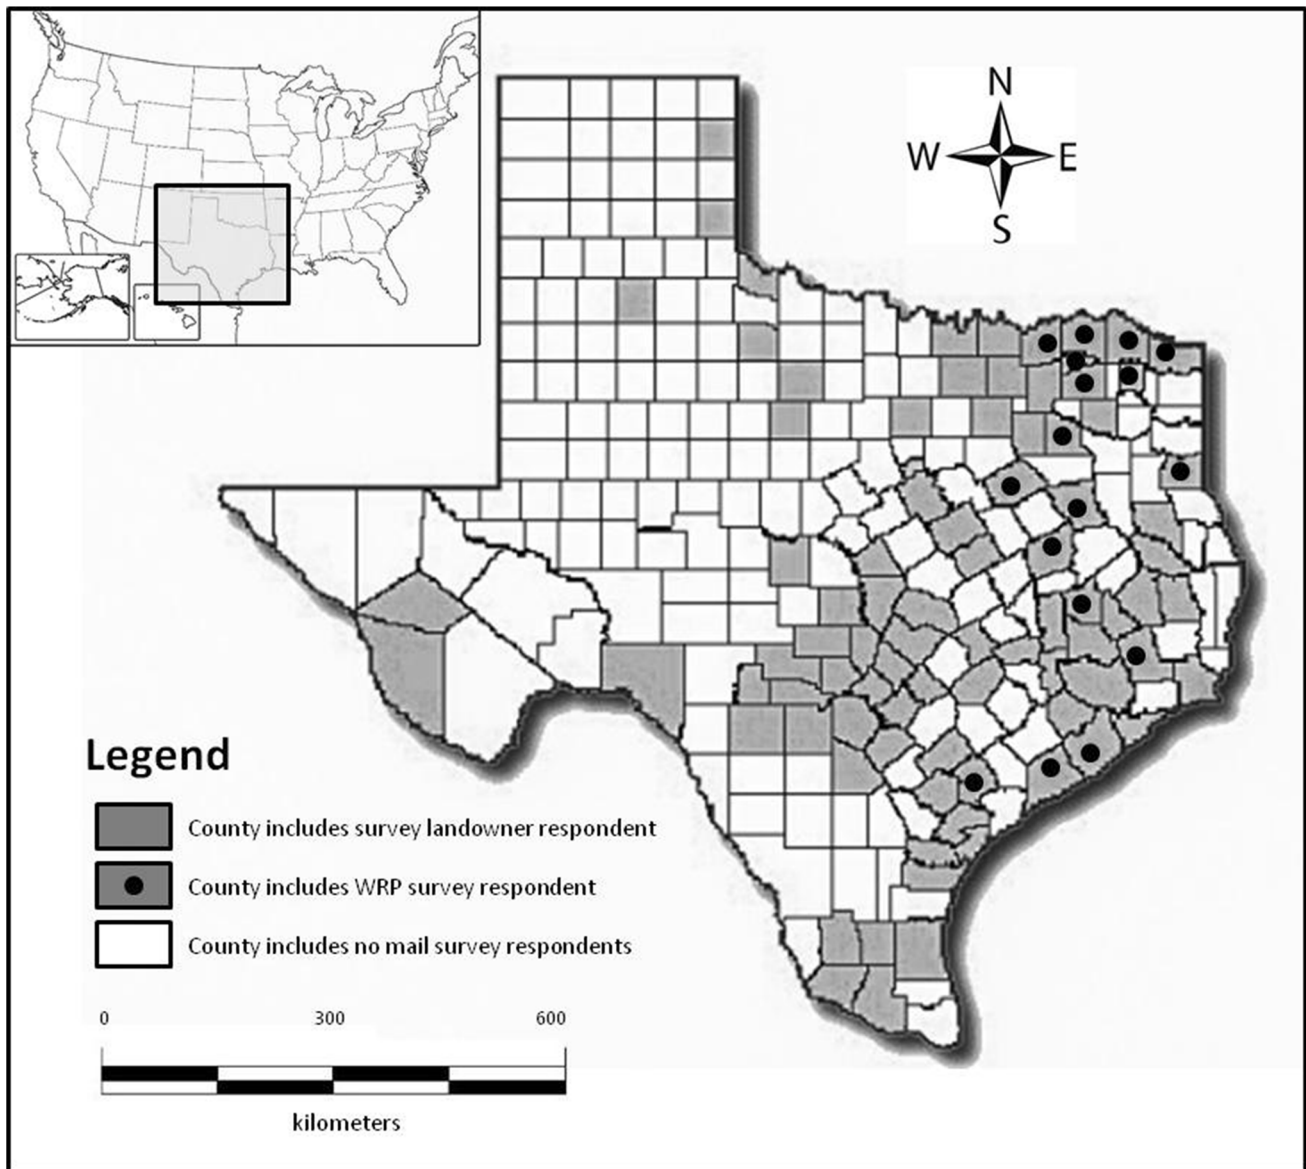 N
W E
S
Legend
County includes survey landowner respondent
County includes WRP survey respondent
County includes no mail survey respondents
0 300 600
kilometers